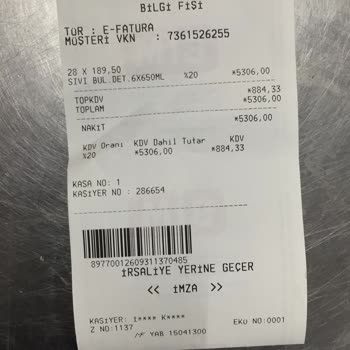 BİLGİ FİŞİ
TÜR : E-FATURA
MÜŞTERİ VKN : 7361526255
28 X 189,50
SIVI BUL.DET.6X650ML %20 *5306,00
TOPKDV *884,33
TOPLAM *5306,00
NAKİT *5306,00
KDV Oranı KDV Dahil Tutar KDV
%20 *5306,00 *884,33
KASA NO: 1
KASİYER NO : 286654
89770012609311370485
İRSALİYE YERİNE GEÇER
<< İMZA >>
KASİYER: I**** K****
Z NO:1137 EKÜ NO:0001
YAB 15041300